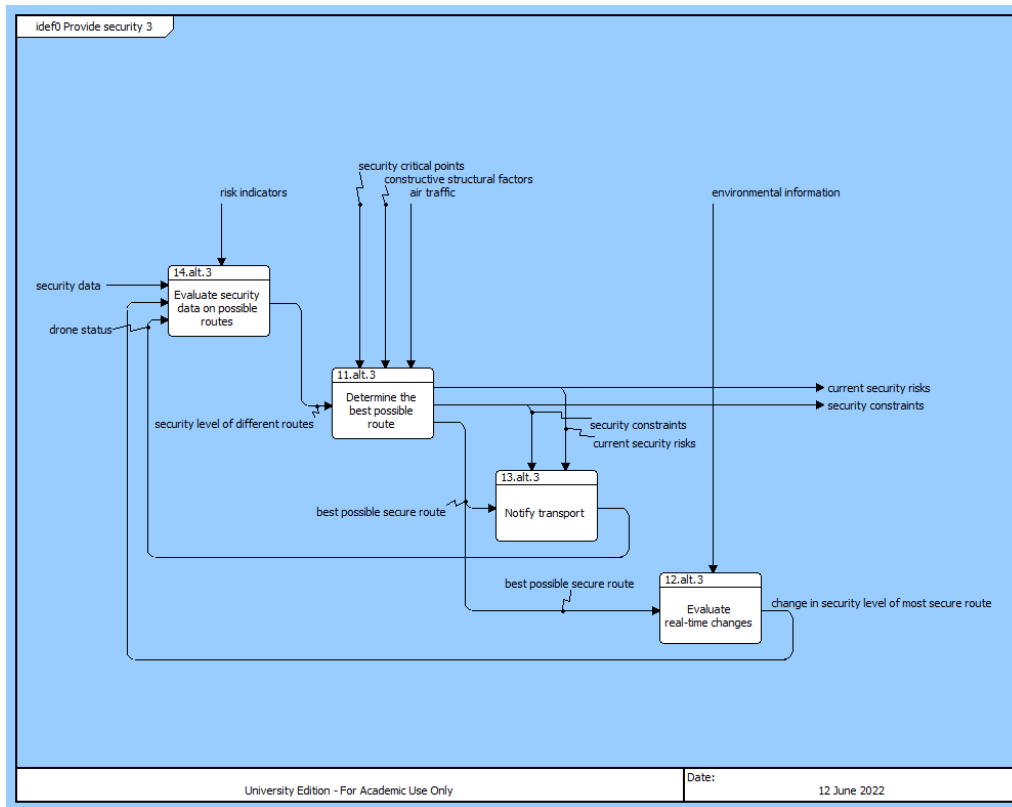 idef0 Provide security 3
security critical points
constructive structural factors
air traffic
risk indicators
environmental information
14.alt.3
Evaluate security
data on possible
routes
security data
drone status
11.alt.3
Determine the
best possible
route
security level of different routes
current security risks
security constraints
security constraints
current security risks
13.alt.3
Notify transport
best possible secure route
12.alt.3
Evaluate
real-time changes
best possible secure route
change in security level of most secure route
University Edition - For Academic Use Only
Date:
12 June 2022